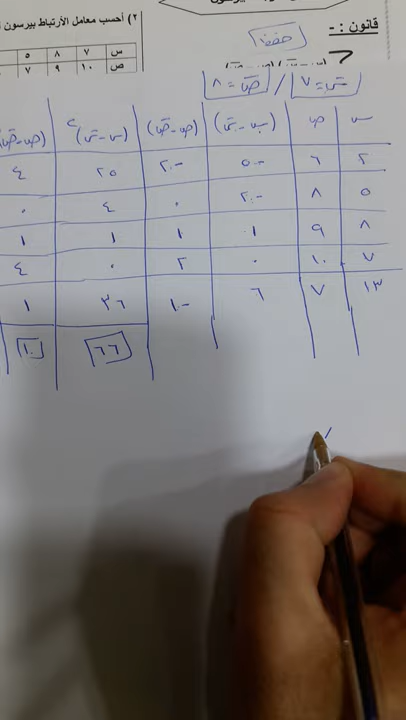 قانون :-
حفظا
٢) أحسب معامل الأرتباط بيرسون
س ٧ ٨ ٥
ص ١٠ ٩ ٧
س̅ = ٧ / ص̅ = ٨
س ص (س - س̅) (ص - ص̅) (س - س̅)٢ (ص - ص̅)
٢ ٦ -٥ -٢ ٢٥ ٤
٥ ٨ -٢ ٠ ٤ ٠
٨ ٩ ١ ١ ١ ١
٧ ١٠ ٠ ٢ ٠ ٤
١٣ ٧ ٦ -١ ٣٦ ١
٦٦ ١٠